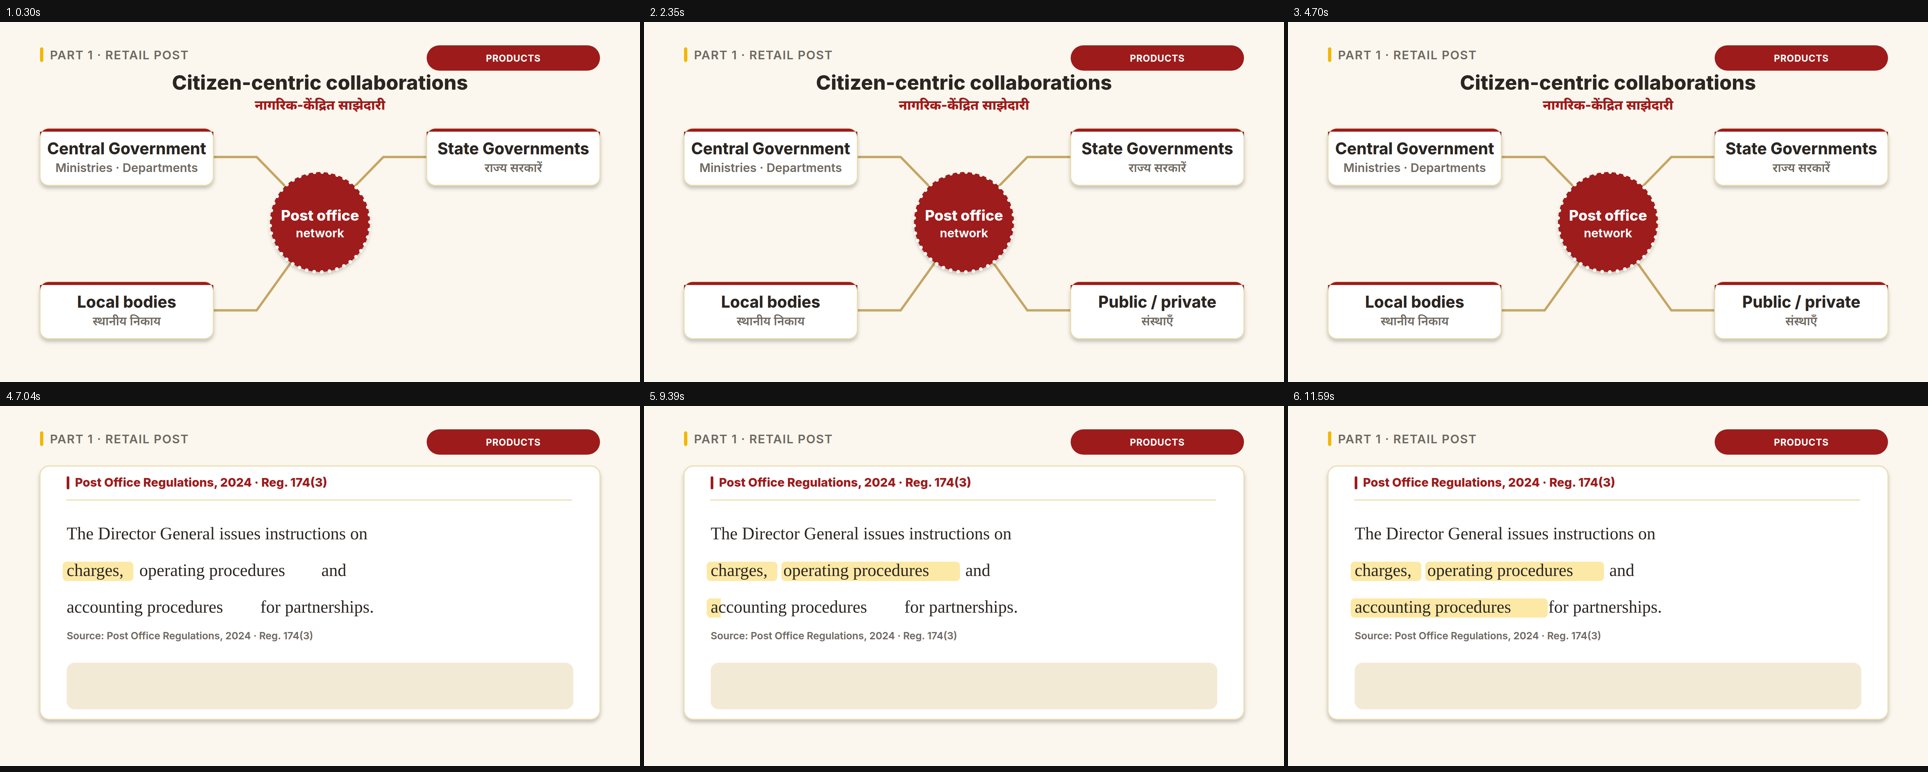 1. 0.30s
PART 1 · RETAIL POST
PRODUCTS
Citizen-centric collaborations
नागरिक-केंद्रित साझेदारी
Central Government
Ministries · Departments
State Governments
राज्य सरकारें
Post office
network
Local bodies
स्थानीय निकाय
2. 2.35s
PART 1 · RETAIL POST
PRODUCTS
Citizen-centric collaborations
नागरिक-केंद्रित साझेदारी
Central Government
Ministries · Departments
State Governments
राज्य सरकारें
Post office
network
Local bodies
स्थानीय निकाय
Public / private
संस्थाएँ
3. 4.70s
PART 1 · RETAIL POST
PRODUCTS
Citizen-centric collaborations
नागरिक-केंद्रित साझेदारी
Central Government
Ministries · Departments
State Governments
राज्य सरकारें
Post office
network
Local bodies
स्थानीय निकाय
Public / private
संस्थाएँ
4. 7.04s
PART 1 · RETAIL POST
PRODUCTS
Post Office Regulations, 2024 · Reg. 174(3)
The Director General issues instructions on
charges, operating procedures and
accounting procedures for partnerships.
Source: Post Office Regulations, 2024 · Reg. 174(3)
5. 9.39s
PART 1 · RETAIL POST
PRODUCTS
Post Office Regulations, 2024 · Reg. 174(3)
The Director General issues instructions on
charges, operating procedures and
accounting procedures for partnerships.
Source: Post Office Regulations, 2024 · Reg. 174(3)
6. 11.59s
PART 1 · RETAIL POST
PRODUCTS
Post Office Regulations, 2024 · Reg. 174(3)
The Director General issues instructions on
charges, operating procedures and
accounting procedures for partnerships.
Source: Post Office Regulations, 2024 · Reg. 174(3)